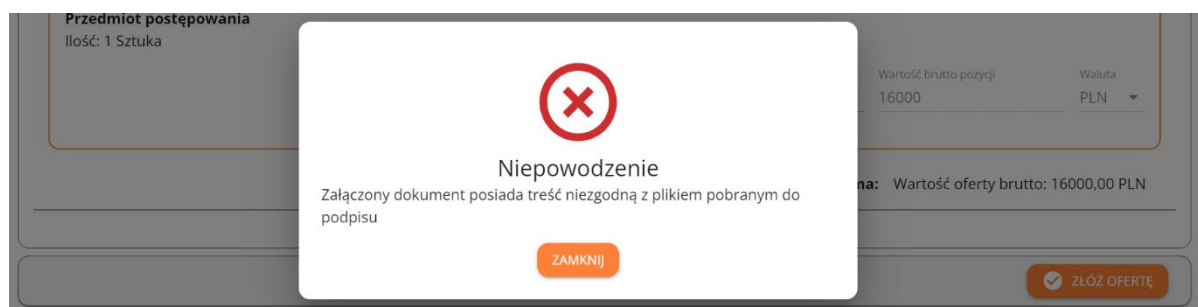 Przedmiot postępowania
Ilość: 1 Sztuka
Wartość brutto pozycji
Waluta
16000
PLN
Niepowodzenie
Załączony dokument posiada treść niezgodną z plikiem pobranym do
podpisu
na: Wartość oferty brutto: 16000,00 PLN
ZAMKNIJ
ZŁÓŻ OFERTĘ